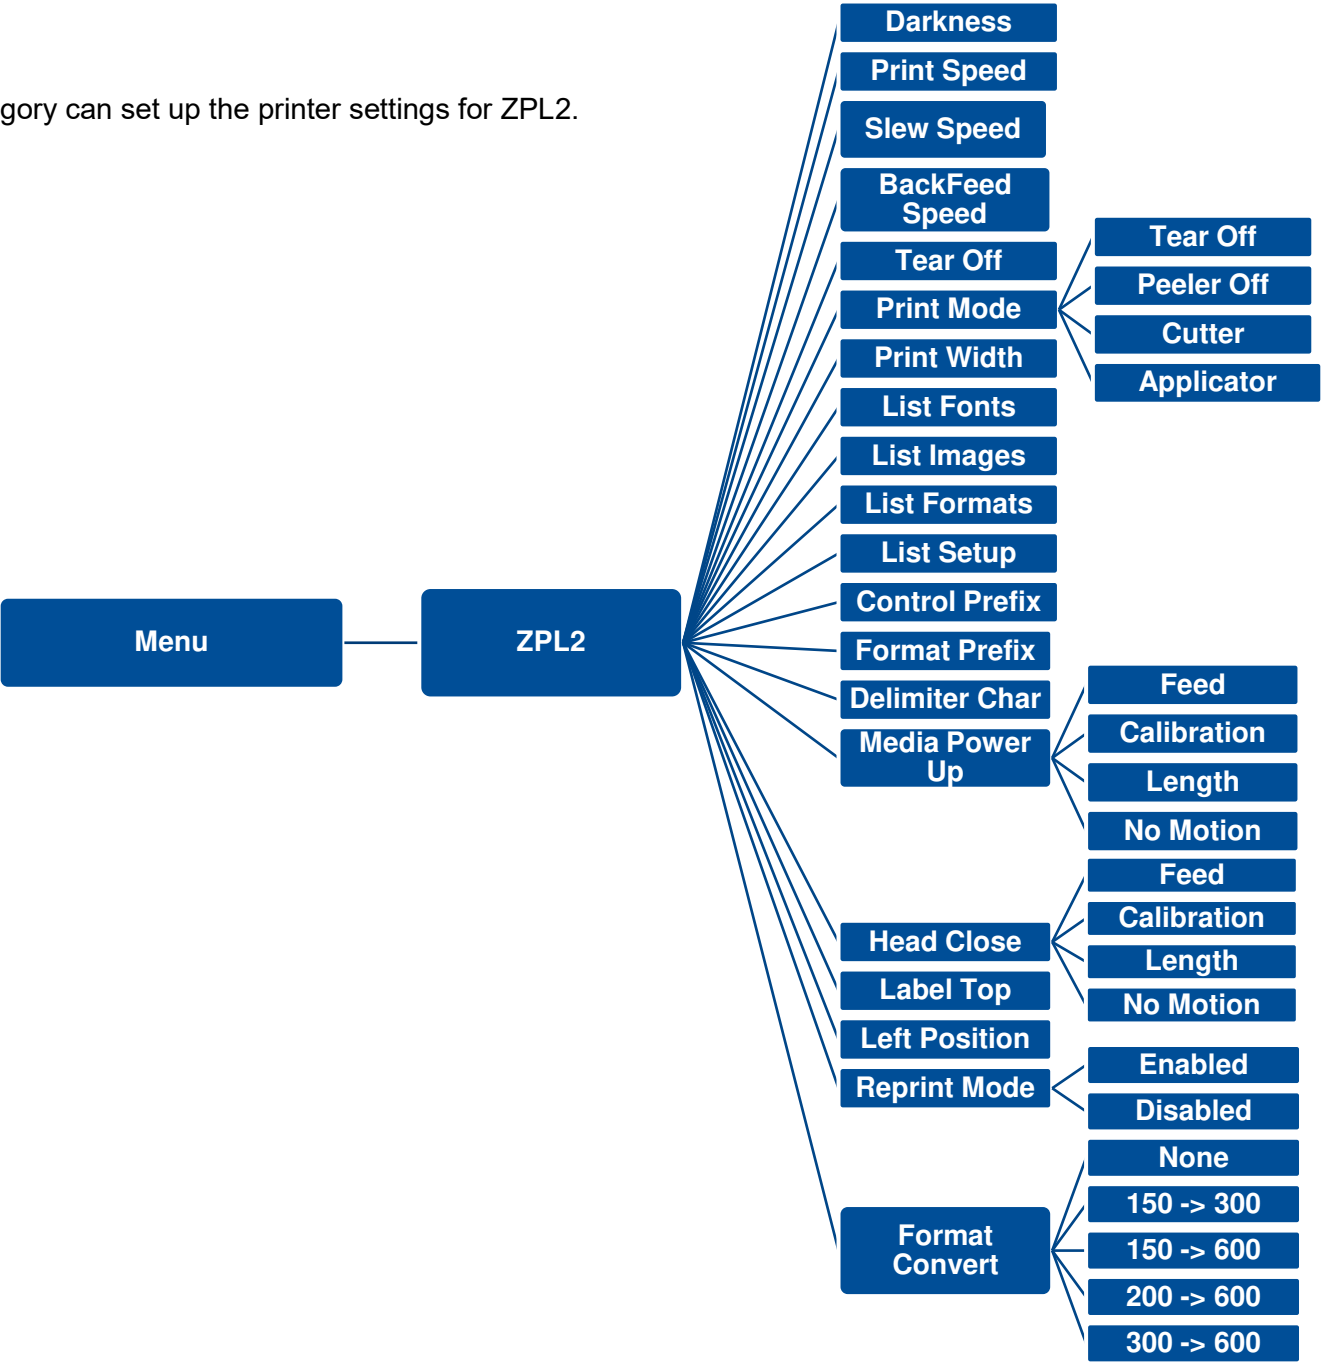 gory can set up the printer settings for ZPL2.
Menu
ZPL2
Darkness
Print Speed
Slew Speed
BackFeed
Speed
Tear Off
Print Mode
Tear Off
Peeler Off
Cutter
Applicator
Print Width
List Fonts
List Images
List Formats
List Setup
Control Prefix
Format Prefix
Delimiter Char
Media Power
Up
Feed
Calibration
Length
No Motion
Head Close
Feed
Calibration
Length
No Motion
Label Top
Left Position
Reprint Mode
Enabled
Disabled
Format
Convert
None
150 -> 300
150 -> 600
200 -> 600
300 -> 600